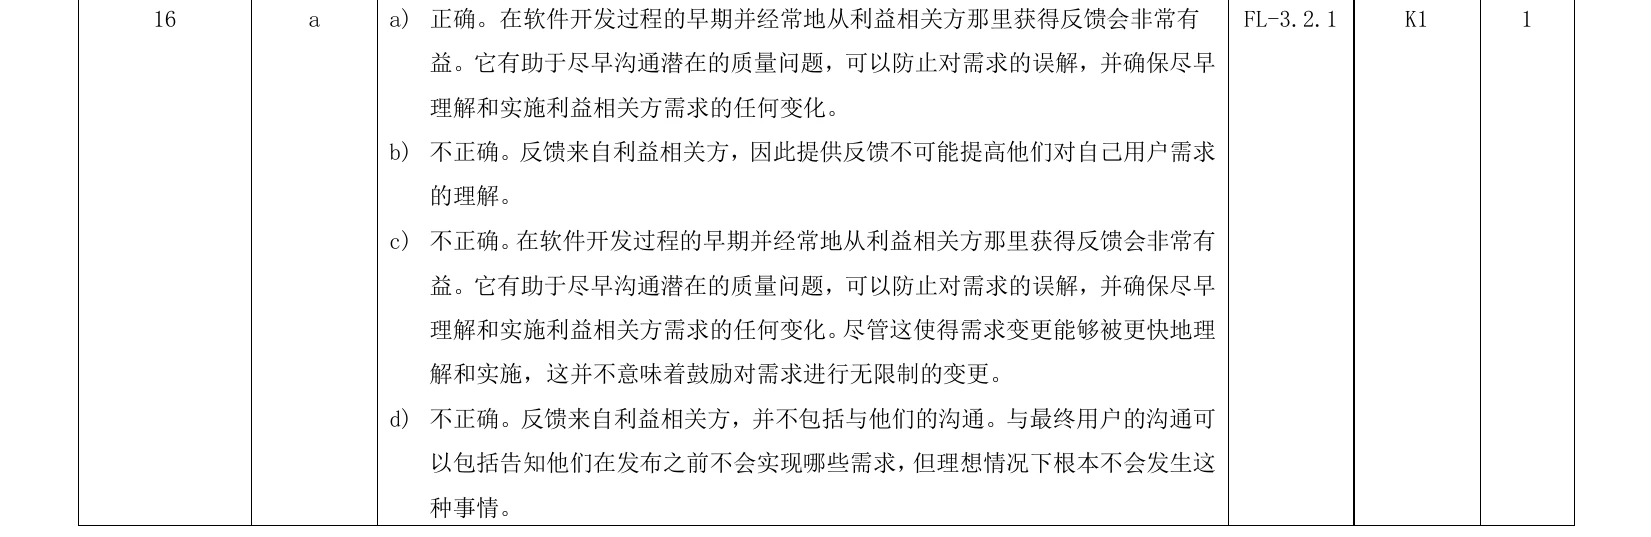 16 a a) 正确。在软件开发过程的早期并经常地从利益相关方那里获得反馈会非常有 FL-3.2.1 K1 1
益。它有助于尽早沟通潜在的质量问题，可以防止对需求的误解，并确保尽早
理解和实施利益相关方需求的任何变化。
b) 不正确。反馈来自利益相关方，因此提供反馈不可能提高他们对自己用户需求
的理解。
c) 不正确。在软件开发过程的早期并经常地从利益相关方那里获得反馈会非常有
益。它有助于尽早沟通潜在的质量问题，可以防止对需求的误解，并确保尽早
理解和实施利益相关方需求的任何变化。尽管这使得需求变更能够被更快地理
解和实施，这并不意味着鼓励对需求进行无限制的变更。
d) 不正确。反馈来自利益相关方，并不包括与他们的沟通。与最终用户的沟通可
以包括告知他们在发布之前不会实现哪些需求，但理想情况下根本不会发生这
种事情。